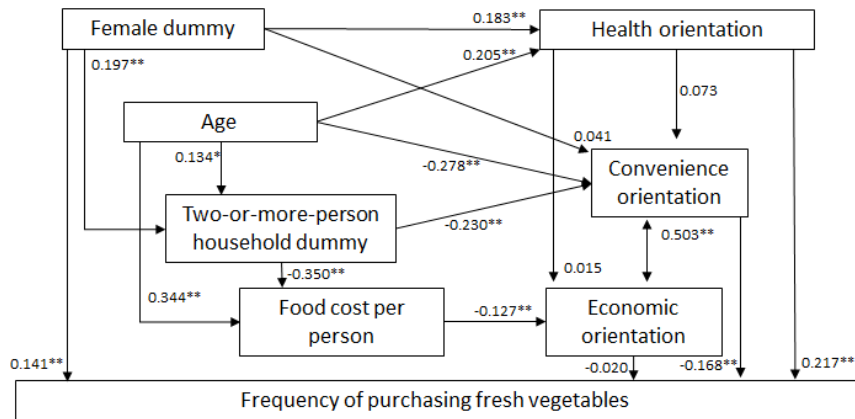 Female dummy
0.183**
Health orientation
0.197**
0.205**
0.073
Age
0.041
0.134*
-0.278**
Convenience
orientation
Two-or-more-person
household dummy
-0.230**
0.503**
-0.350**
0.015
0.344**
Food cost per
person
-0.127**
Economic
orientation
0.141**
-0.020
-0.168**
0.217**
Frequency of purchasing fresh vegetables